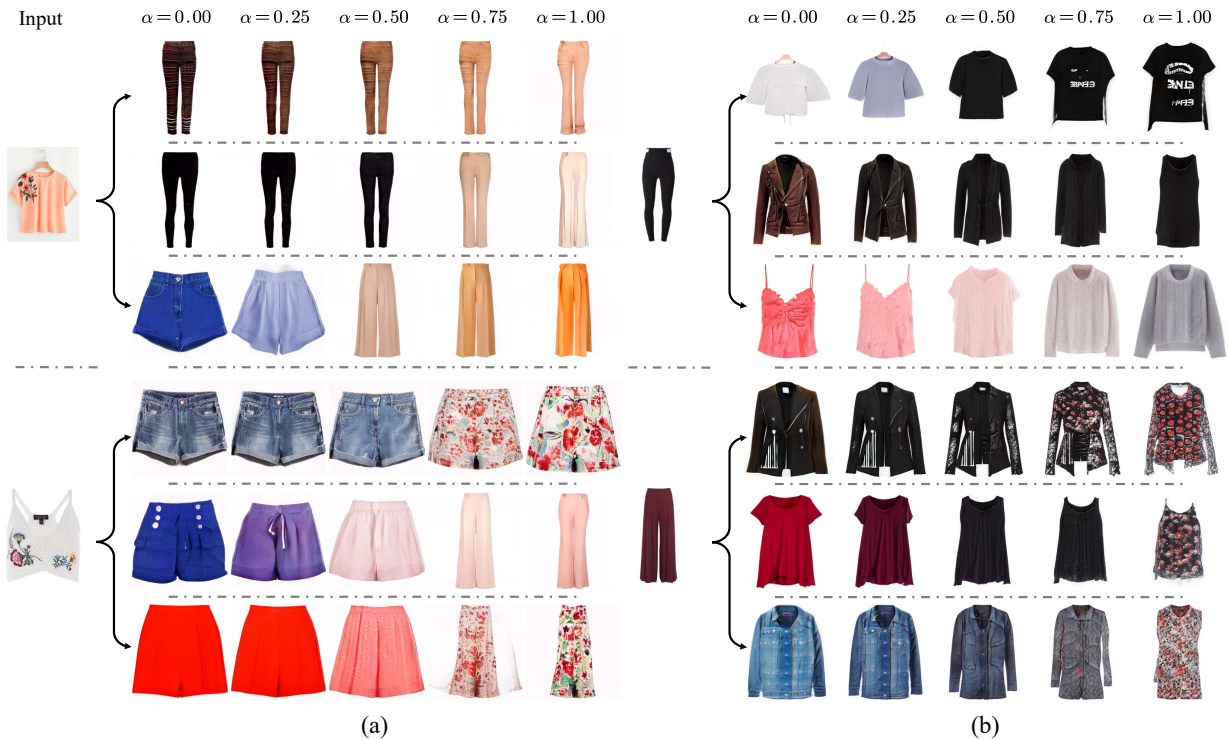 Input α = 0.00 α = 0.25 α = 0.50 α = 0.75 α = 1.00 α = 0.00 α = 0.25 α = 0.50 α = 0.75 α = 1.00
(a) (b)